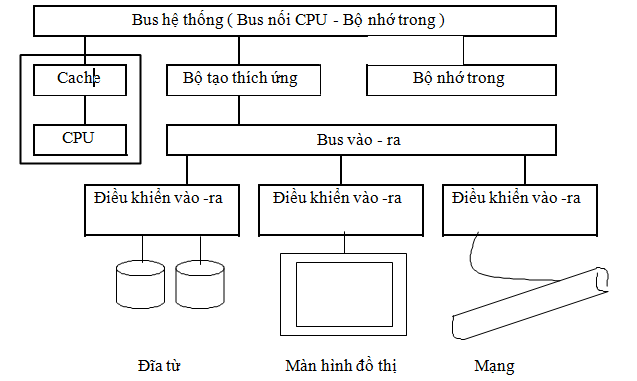 Bus hệ thống ( Bus nối CPU - Bộ nhớ trong )
Cache
Bộ tạo thích ứng
Bộ nhớ trong
CPU
Bus vào - ra
Điều khiển vào -ra
Điều khiển vào -ra
Điều khiển vào -ra
Đĩa từ
Màn hình đồ thị
Mạng